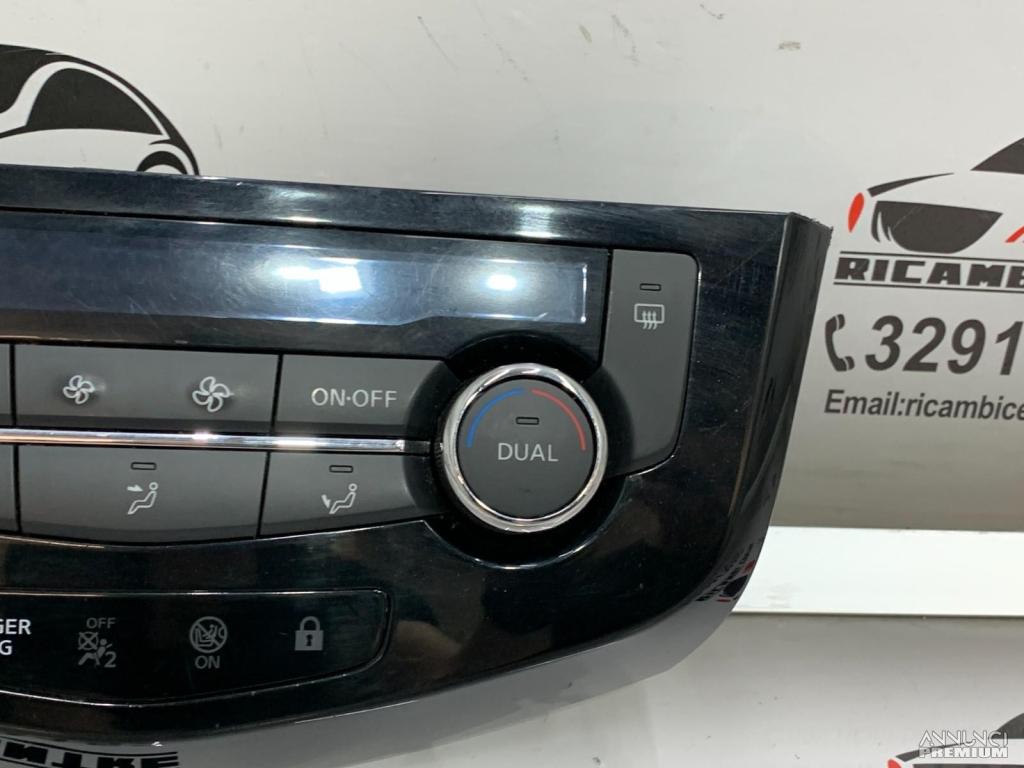 RICAMB
3291
Email:ricambice
ON·OFF
DUAL
GER
G
OFF
2
ON
ANNUNCI
PREMIUM